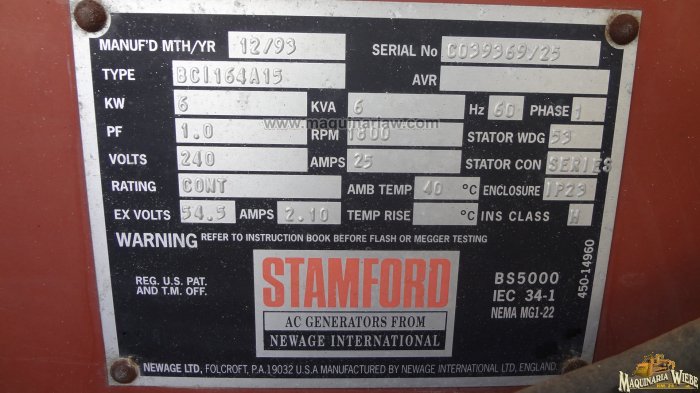 MANUF'D MTH/YR 12/93 SERIAL No C039369/25
TYPE BCI164A15 AVR
KW 6 KVA 6 Hz 60 PHASE 1
www.maquinarlaw.com
PF 1.0 RPM 1800 STATOR WDG 53
VOLTS 240 AMPS 25 STATOR CON SERIES
RATING CONT AMB TEMP 40 °C ENCLOSURE IP23
EX VOLTS 54.5 AMPS 2.10 TEMP RISE °C INS CLASS H
WARNING REFER TO INSTRUCTION BOOK BEFORE FLASH OR MEGGER TESTING
REG. U.S. PAT.
AND T.M. OFF.
STAMFORD
AC GENERATORS FROM
NEWAGE INTERNATIONAL
BS5000
IEC 34-1
NEMA MG1-22
450-14960
NEWAGE LTD, FOLCROFT, P.A.19032 U.S.A MANUFACTURED BY NEWAGE INTERNATIONAL LTD, ENGLAND.
MAQUINARIA WIEBE